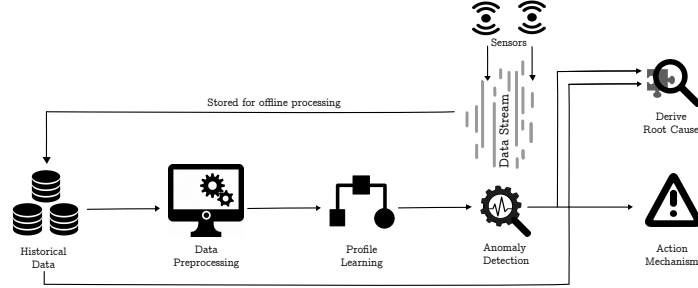 Sensors
Data Stream
Stored for offline processing
Derive
Root Cause
Historical
Data
Data
Preprocessing
Profile
Learning
Anomaly
Detection
Action
Mechanism